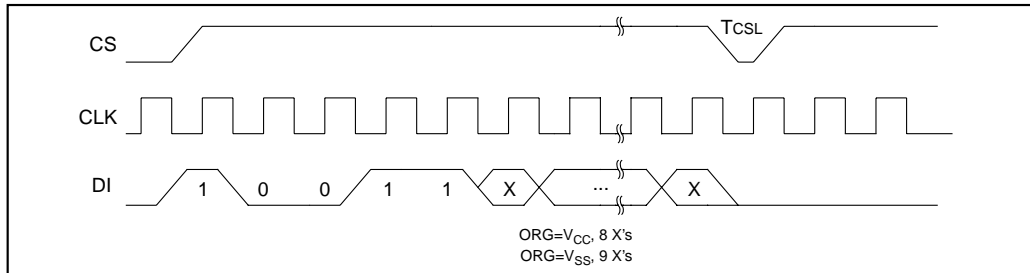 CS TCSL
CLK
DI 1 0 0 1 1 X ... X
ORG=VCC, 8 X's
ORG=VSS, 9 X's